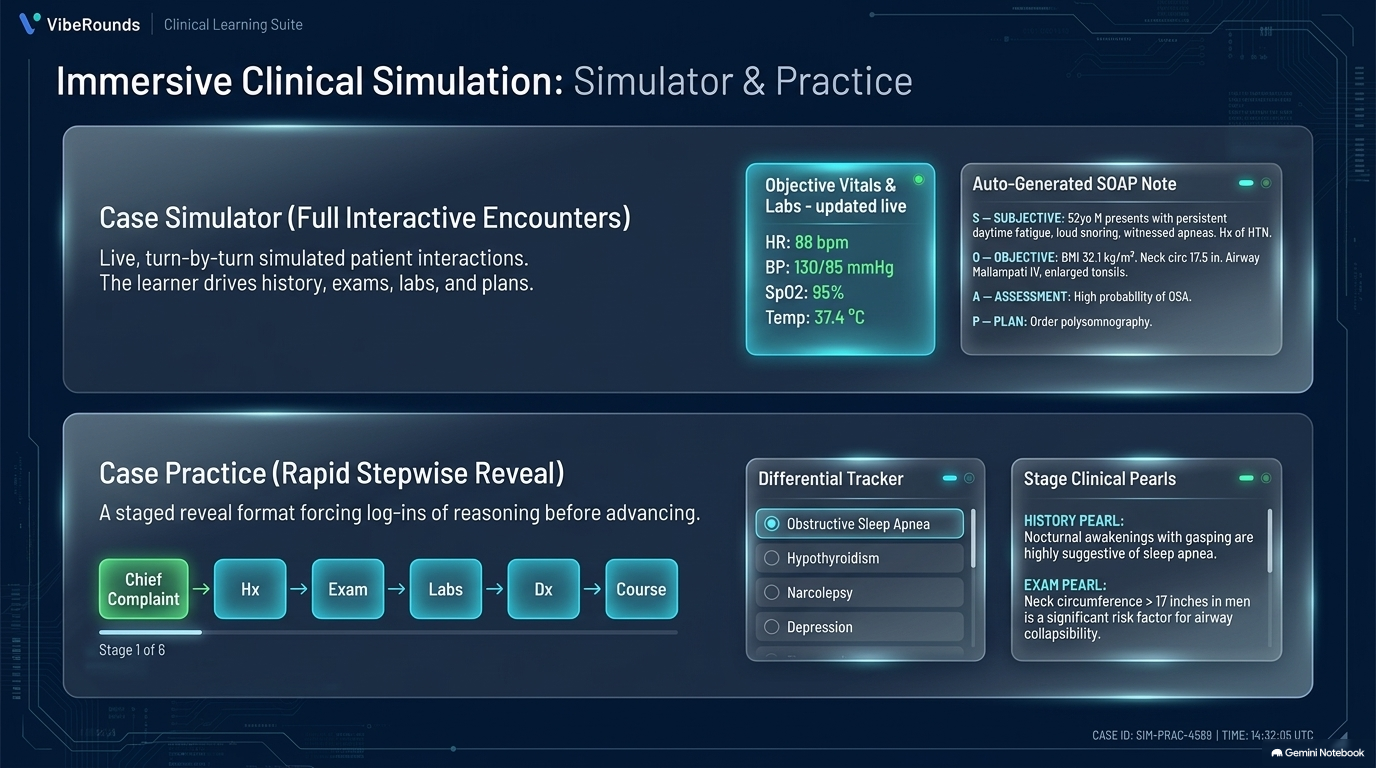 VibeRounds | Clinical Learning Suite
Immersive Clinical Simulation: Simulator & Practice
Case Simulator (Full Interactive Encounters)
Live, turn-by-turn simulated patient interactions.
The learner drives history, exams, labs, and plans.
Objective Vitals &
Labs - updated live
HR: 88 bpm
BP: 130/85 mmHg
SpO2: 95%
Temp: 37.4 °C
Auto-Generated SOAP Note
S — SUBJECTIVE: 52yo M presents with persistent
daytime fatigue, loud snoring, witnessed apneas. Hx of HTN.
O — OBJECTIVE: BMI 32.1 kg/m². Neck circ 17.5 in. Airway
Mallampati IV, enlarged tonsils.
A — ASSESSMENT: High probability of OSA.
P — PLAN: Order polysomnography.
Case Practice (Rapid Stepwise Reveal)
A staged reveal format forcing log-ins of reasoning before advancing.
Chief
Complaint
Hx
Exam
Labs
Dx
Course
Stage 1 of 6
Differential Tracker
Obstructive Sleep Apnea
Hypothyroidism
Narcolepsy
Depression
Stage Clinical Pearls
HISTORY PEARL:
Nocturnal awakenings with gasping are
highly suggestive of sleep apnea.
EXAM PEARL:
Neck circumference > 17 inches in men
is a significant risk factor for airway
collapsibility.
CASE ID: SIM-PRAC-4589 | TIME: 14:32:05 UTC
Gemini Notebook